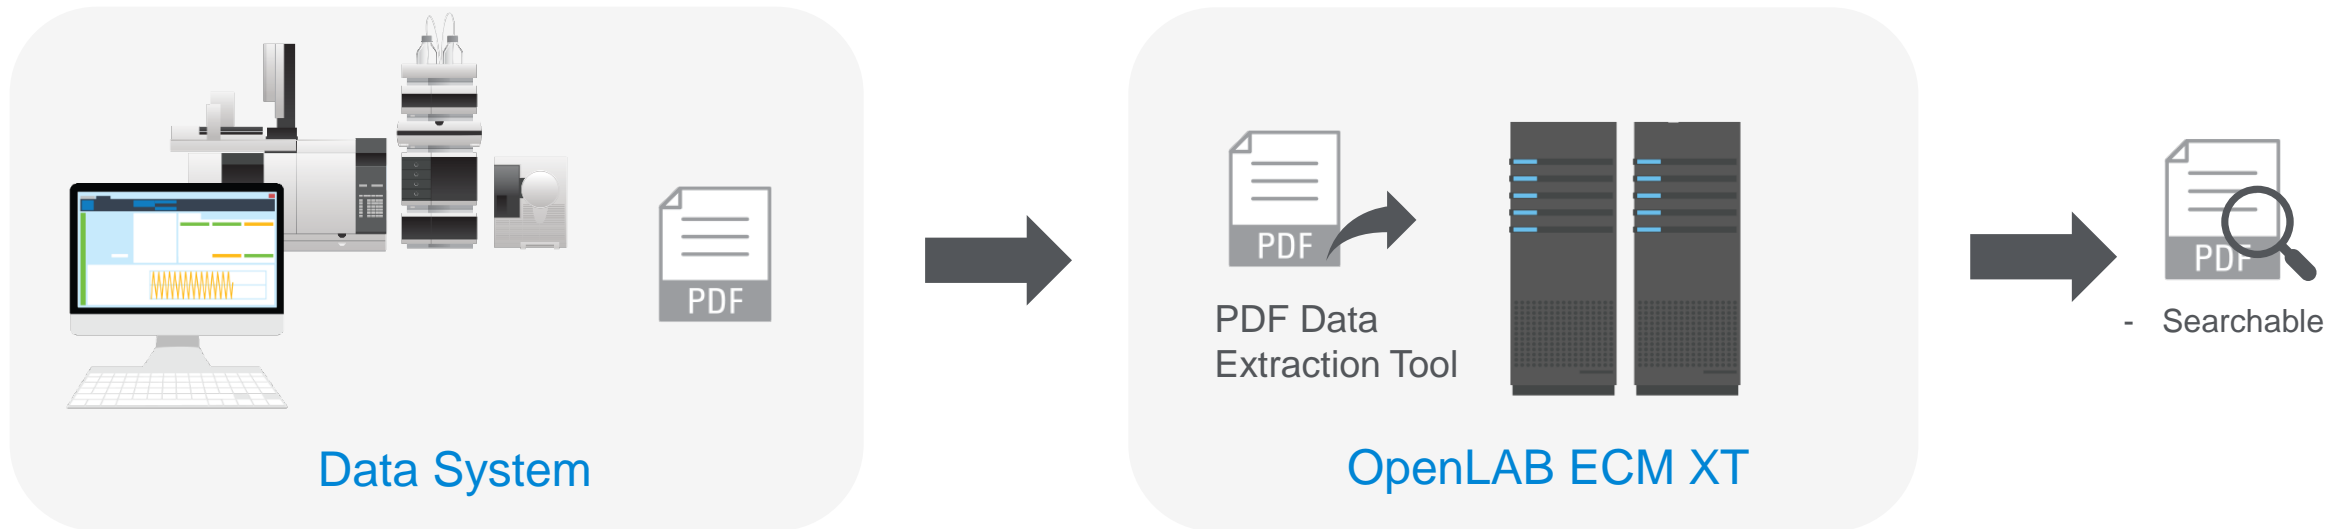 PDF
Data System
PDF
PDF Data
Extraction Tool
OpenLAB ECM XT
PDF
- Searchable